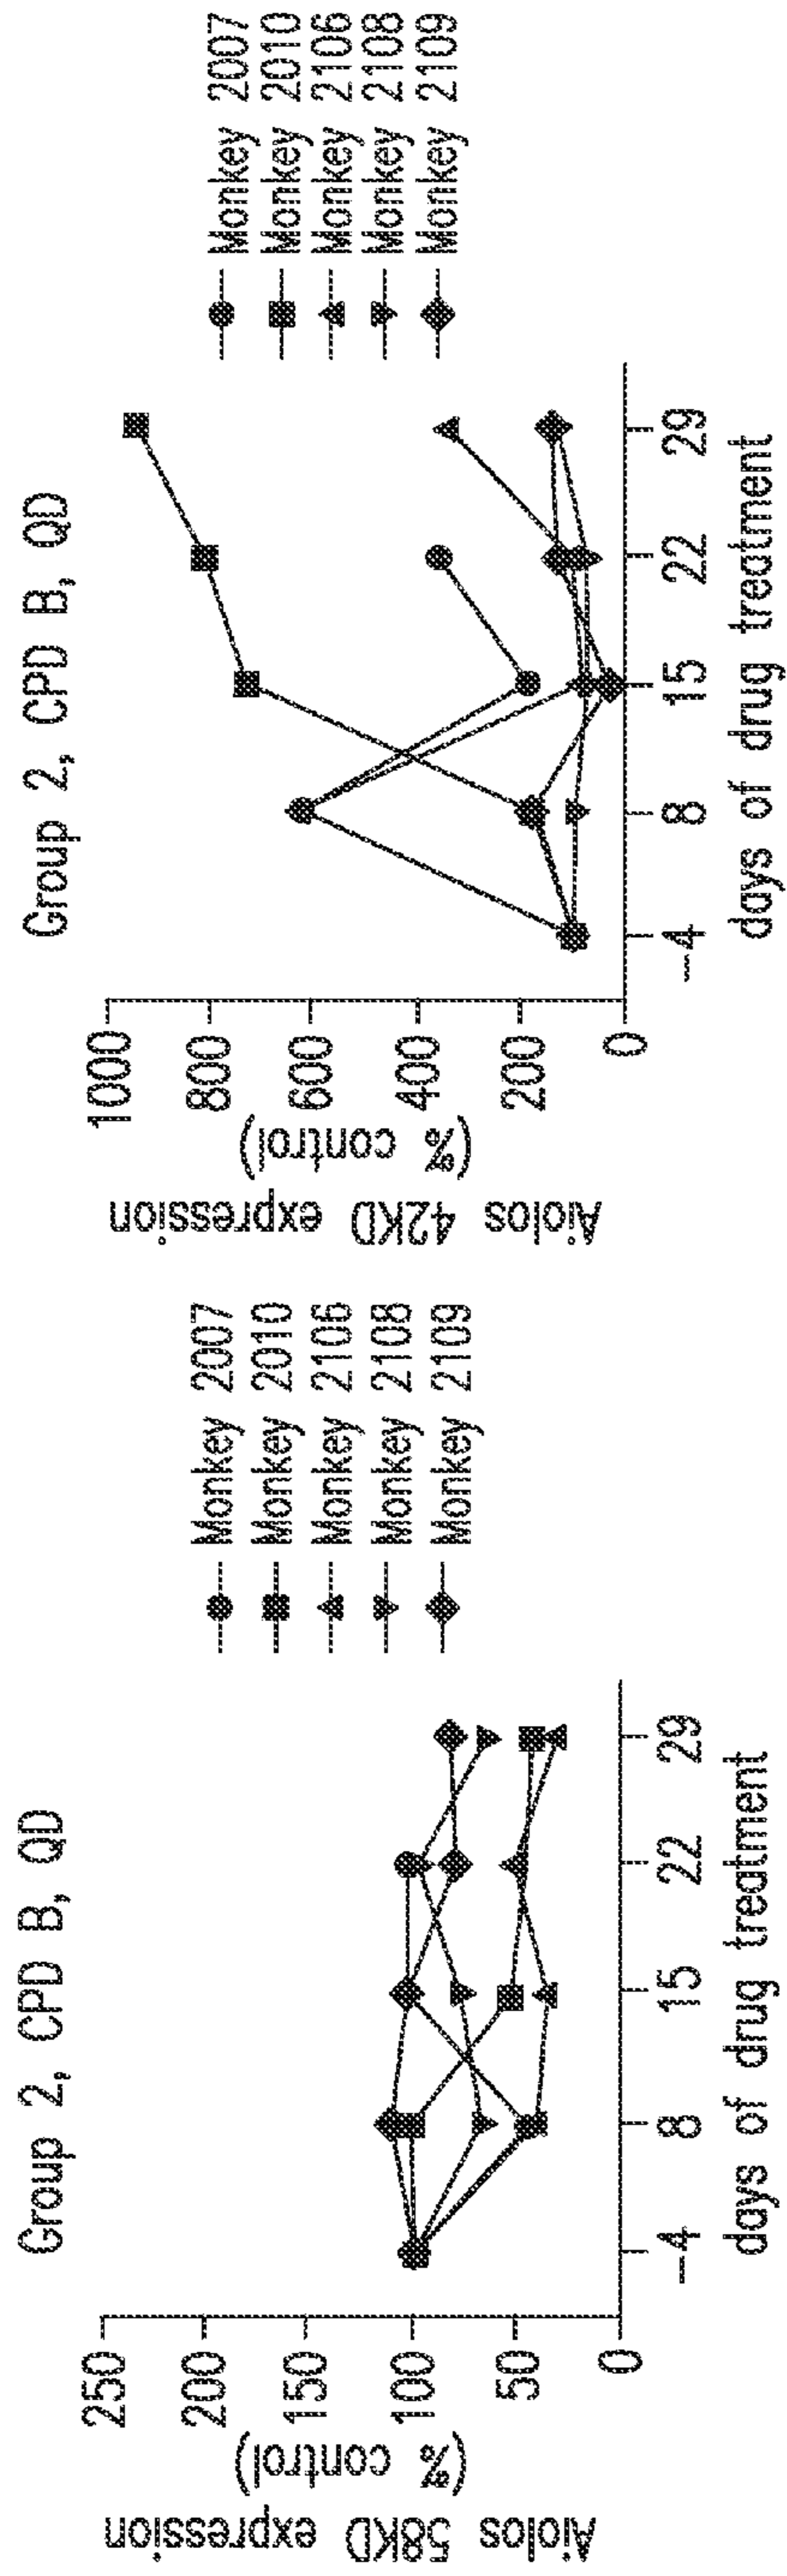 Group 2, CPD B, QD
Aiolos 58KD expression
(% control)
250
200
150
100
50
0
-4
8
15
22
29
days of drug treatment
Monkey 2007
Monkey 2010
Monkey 2106
Monkey 2108
Monkey 2109
Group 2, CPD B, QD
Aiolos 42KD expression
(% control)
1000
800
600
400
200
0
-4
8
15
22
29
days of drug treatment
Monkey 2007
Monkey 2010
Monkey 2106
Monkey 2108
Monkey 2109